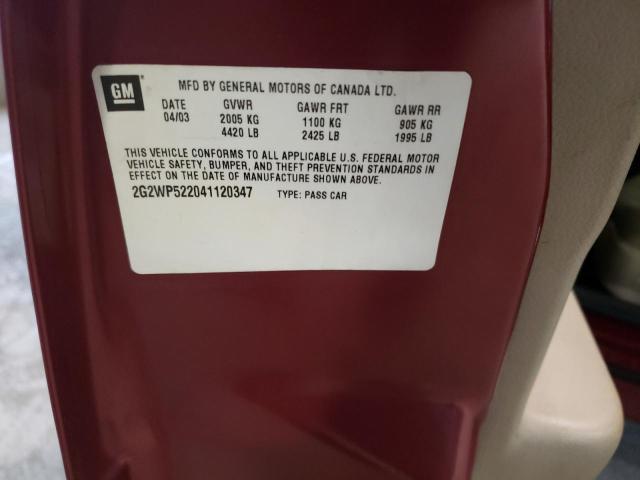 GM MFD BY GENERAL MOTORS OF CANADA LTD.
DATE GVWR GAWR FRT GAWR RR
04/03 2005 KG 1100 KG 905 KG
4420 LB 2425 LB 1995 LB
THIS VEHICLE CONFORMS TO ALL APPLICABLE U.S. FEDERAL MOTOR
VEHICLE SAFETY, BUMPER, AND THEFT PREVENTION STANDARDS IN
EFFECT ON THE DATE OF MANUFACTURE SHOWN ABOVE.
2G2WP522041120347 TYPE: PASS CAR